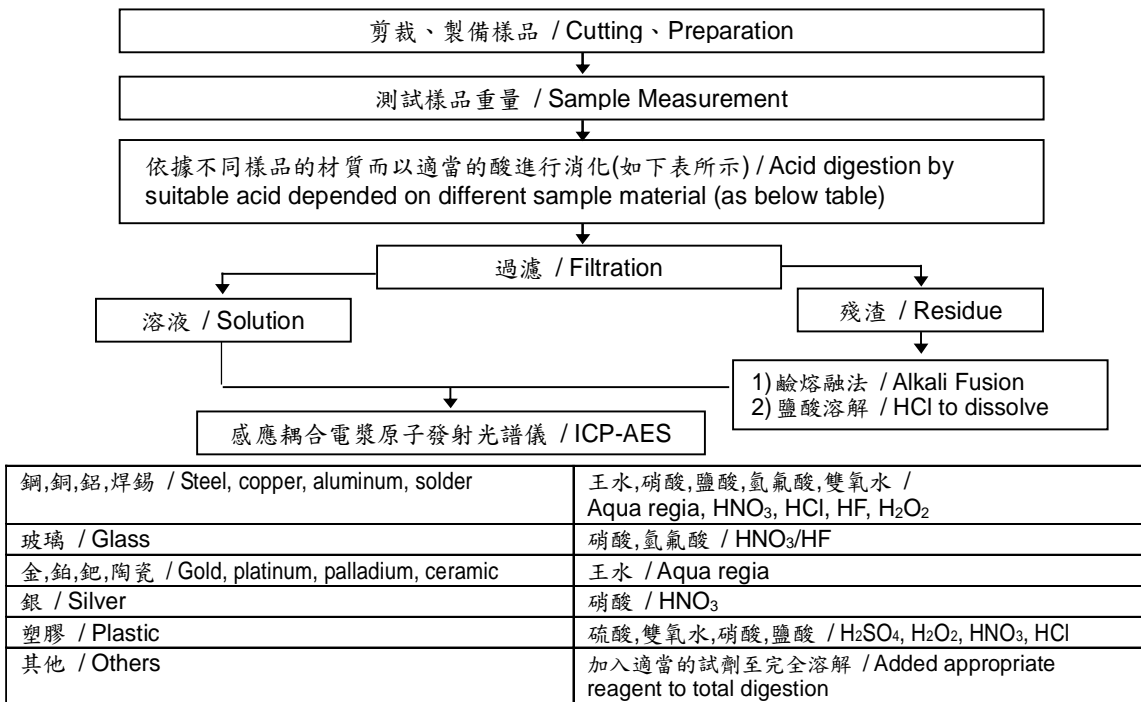 剪裁、製備樣品 / Cutting、Preparation
測試樣品重量 / Sample Measurement
依據不同樣品的材質而以適當的酸進行消化(如下表所示) / Acid digestion by
suitable acid depended on different sample material (as below table)
過濾 / Filtration
溶液 / Solution
殘渣 / Residue
1) 鹼熔融法 / Alkali Fusion
2) 鹽酸溶解 / HCl to dissolve
感應耦合電漿原子發射光譜儀 / ICP-AES
鋼,銅,鋁,焊錫 / Steel, copper, aluminum, solder
王水,硝酸,鹽酸,氫氟酸,雙氧水 /
Aqua regia, HNO₃, HCl, HF, H₂O₂
玻璃 / Glass
硝酸,氫氟酸 / HNO₃/HF
金,鉑,鈀,陶瓷 / Gold, platinum, palladium, ceramic
王水 / Aqua regia
銀 / Silver
硝酸 / HNO₃
塑膠 / Plastic
硫酸,雙氧水,硝酸,鹽酸 / H₂SO₄, H₂O₂, HNO₃, HCl
其他 / Others
加入適當的試劑至完全溶解 / Added appropriate
reagent to total digestion